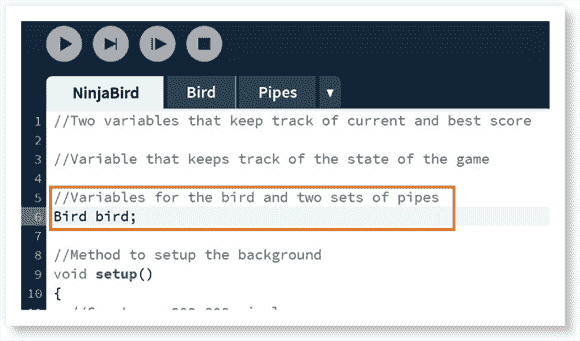 NinjaBird Bird Pipes ▼
1 //Two variables that keep track of current and best score
2
3 //Variable that keeps track of the state of the game
4
5 //Variables for the bird and two sets of pipes
6 Bird bird;
7
8 //Method to setup the background
9 void setup()
10 {